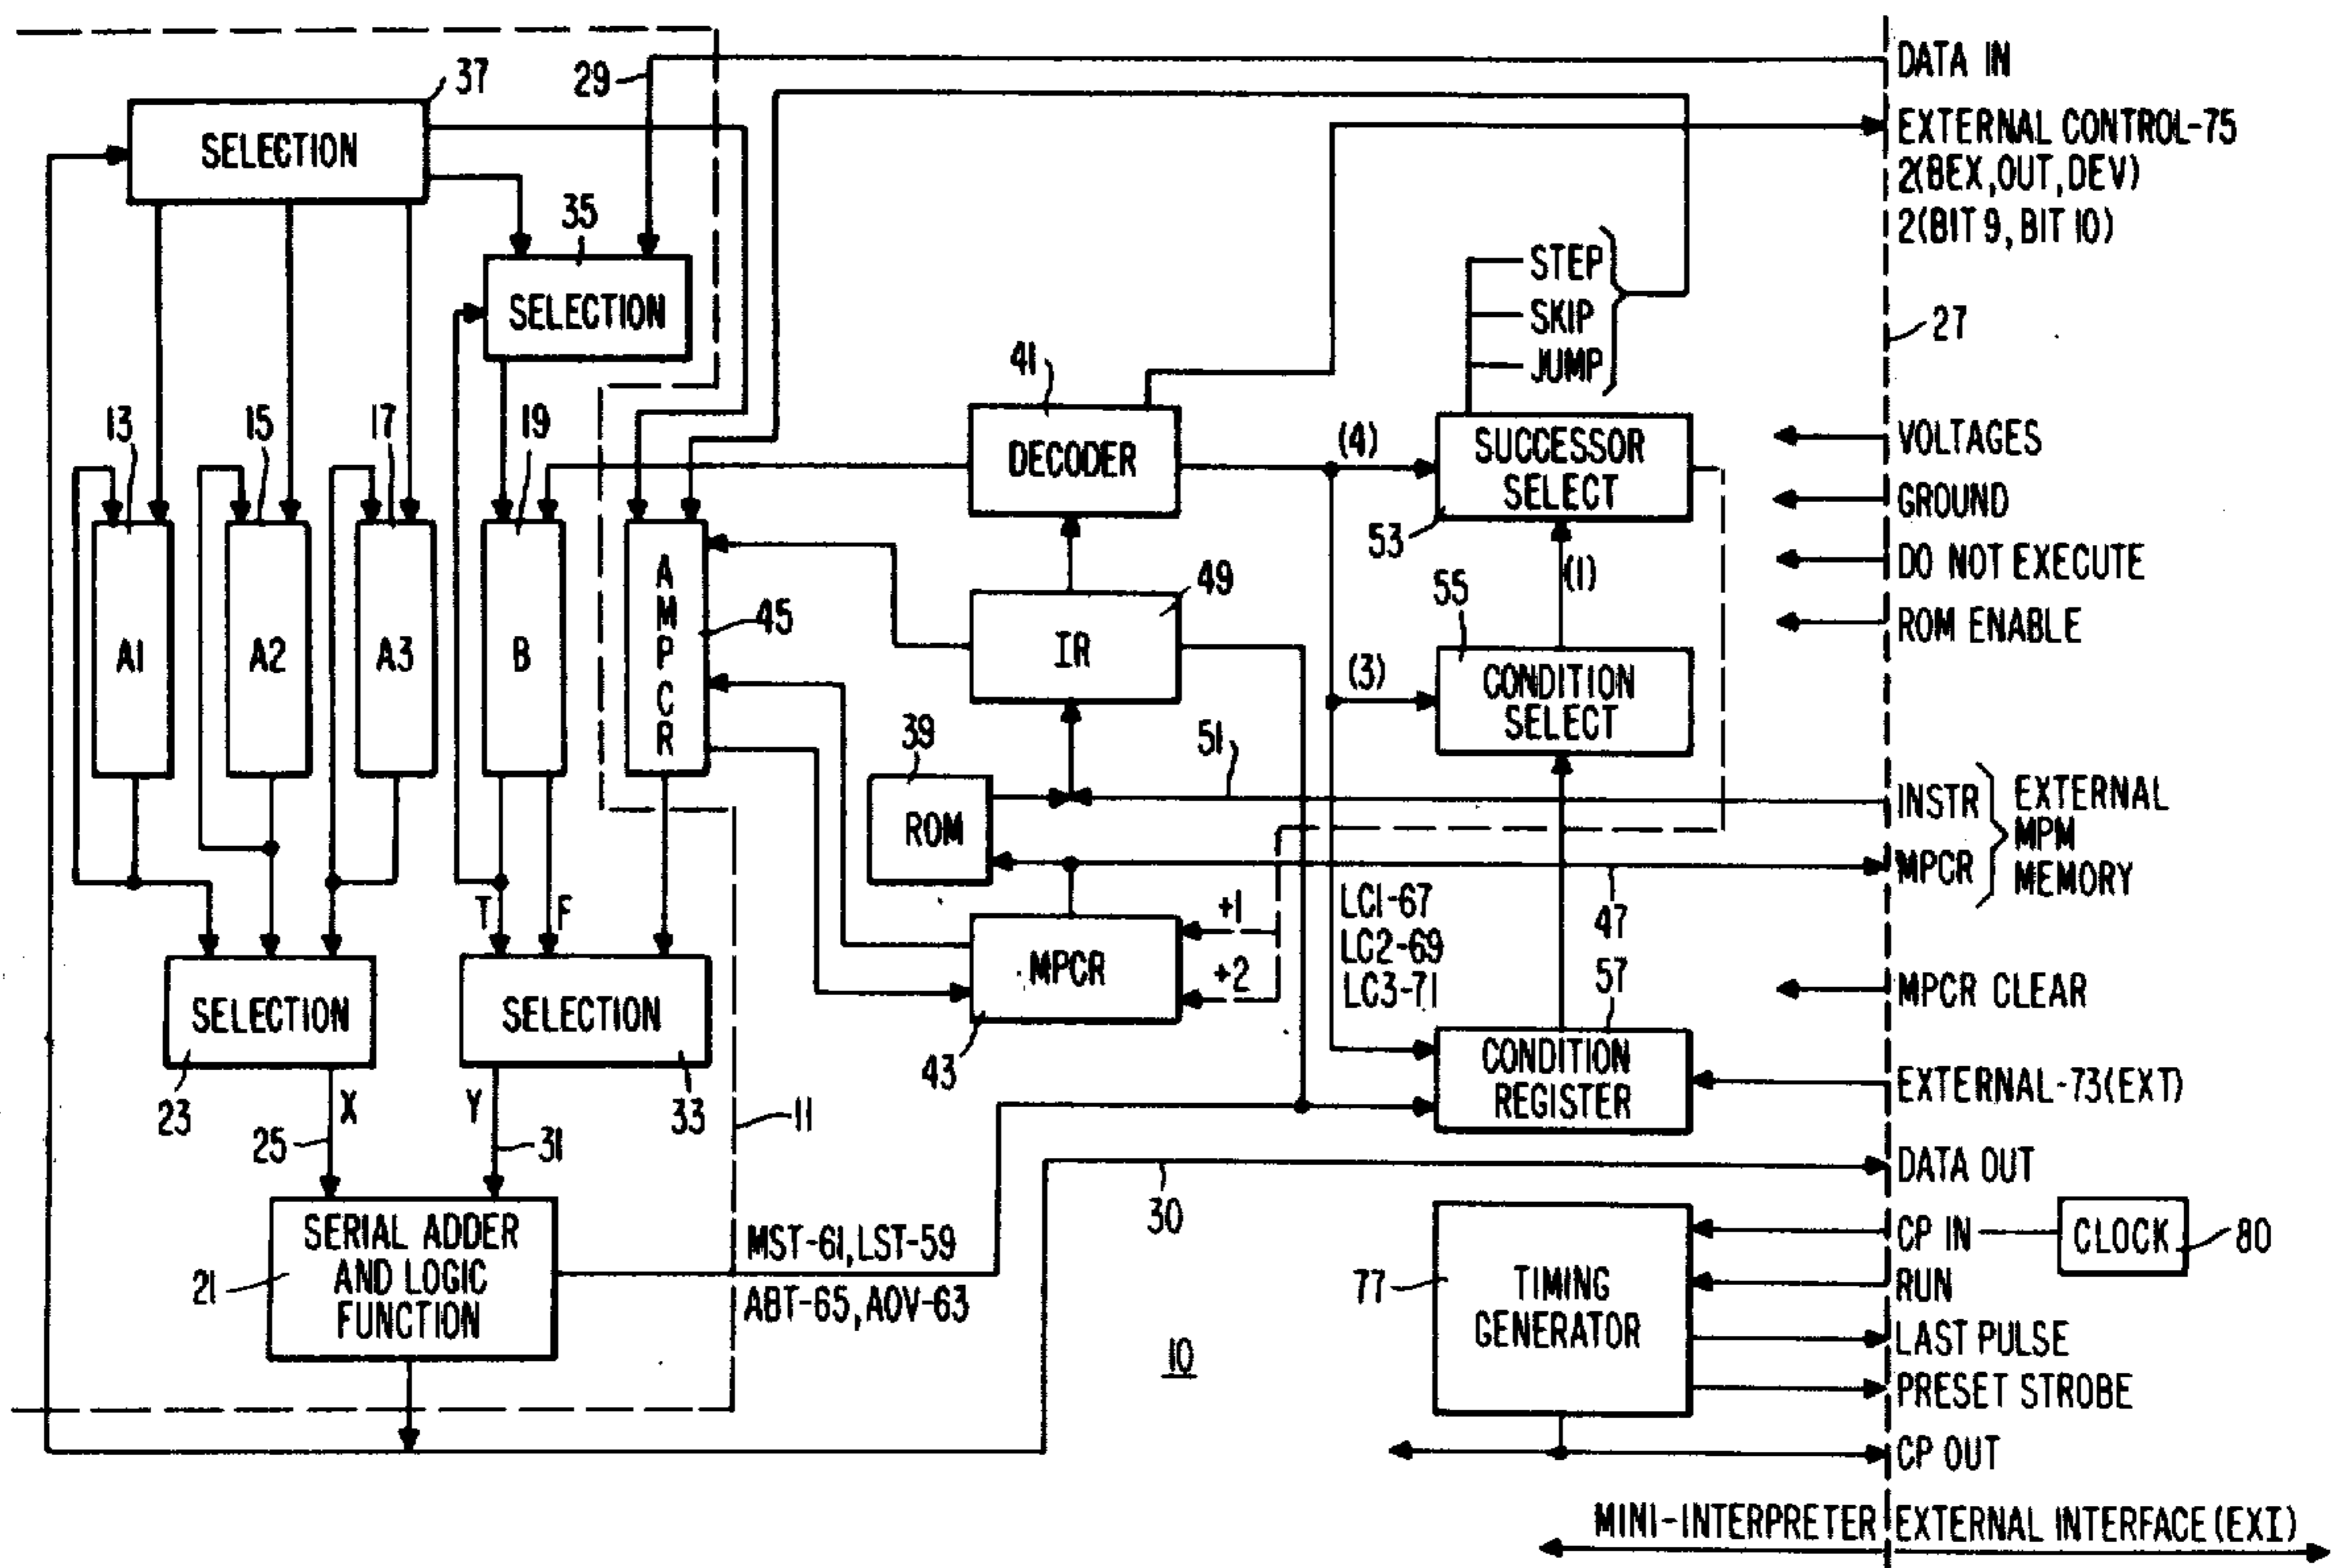 DATA IN
29
37
SELECTION
EXTERNAL CONTROL-75
2(BEX,OUT,DEV)
2(BIT 9, BIT 10)
35
SELECTION
STEP
SKIP
JUMP
27
41
DECODER
(4)
SUCCESSOR
SELECT
53
VOLTAGES
GROUND
DO NOT EXECUTE
ROM ENABLE
13
15
17
19
A1
A2
A3
B
AMPCR
45
49
IR
(1)
55
(3)
CONDITION
SELECT
39
ROM
51
INSTR
MPCR
EXTERNAL
MPM
MEMORY
47
T
F
+1
+2
MPCR
43
LC1-67
LC2-69
LC3-71
57
MPCR CLEAR
SELECTION
23
SELECTION
33
CONDITION
REGISTER
EXTERNAL-73(EXT)
X
25
Y
31
11
DATA OUT
30
SERIAL ADDER
AND LOGIC
FUNCTION
21
MST-61,LST-59
ABT-65,AOV-63
10
77
TIMING
GENERATOR
CP IN
CLOCK
80
RUN
LAST PULSE
PRESET STROBE
CP OUT
MINI-INTERPRETER
EXTERNAL INTERFACE(EXI)